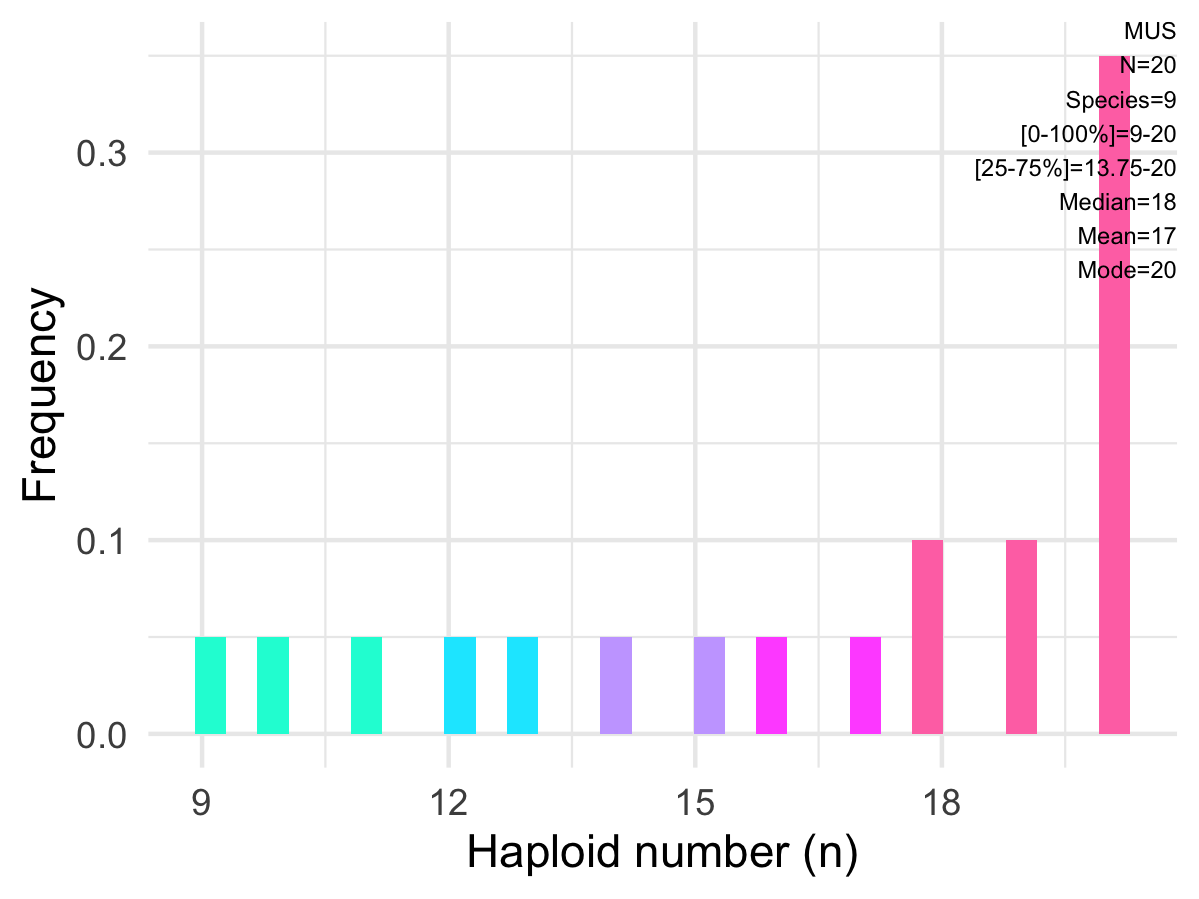 MUS
N=20
Species=9
[0-100%]=9-20
[25-75%]=13.75-20
Median=18
Mean=17
Mode=20
Frequency
0.3
0.2
0.1
0.0
9 12 15 18
Haploid number (n)